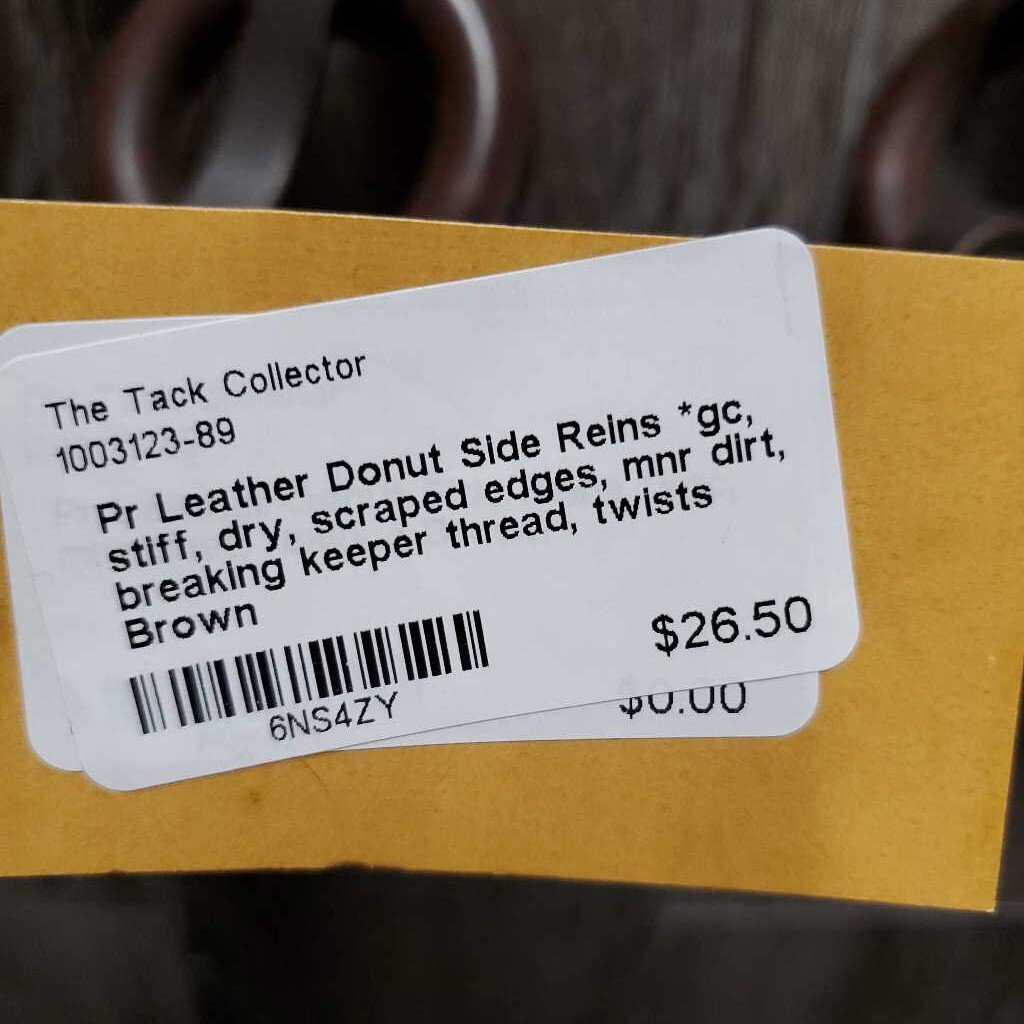 The Tack Collector
1003123-89
Pr Leather Donut Side Reins *gc,
stiff, dry, scraped edges, mnr dirt,
breaking keeper thread, twists
Brown
$26.50
6NS4ZY
$0.00